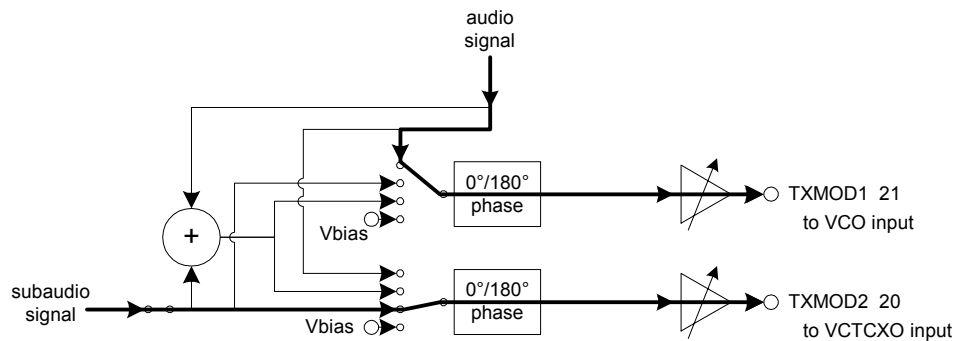 audio
signal
0°/180°
phase
TXMOD1 21
to VCO input
Vbias
+
subaudio
signal
0°/180°
phase
TXMOD2 20
to VCTCXO input
Vbias